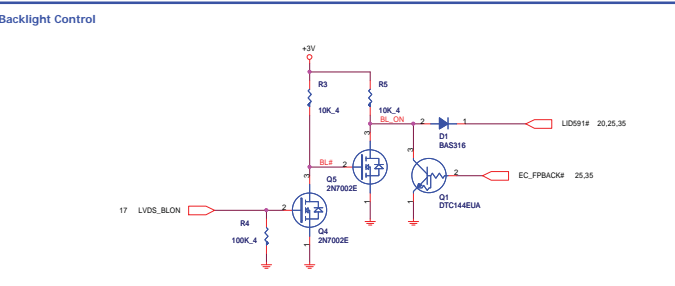 Backlight Control
+3V
R3
R5
10K_4
10K_4
BL_ON
2
1
LID591# 20,25,35
D1
BAS316
3
3
BL#
2
2
EC_FPBACK# 25,35
Q5
2N7002E
3
1
1
Q1
DTC144EUA
17 LVDS_BLON
2
R4
100K_4
Q4
2N7002E
1